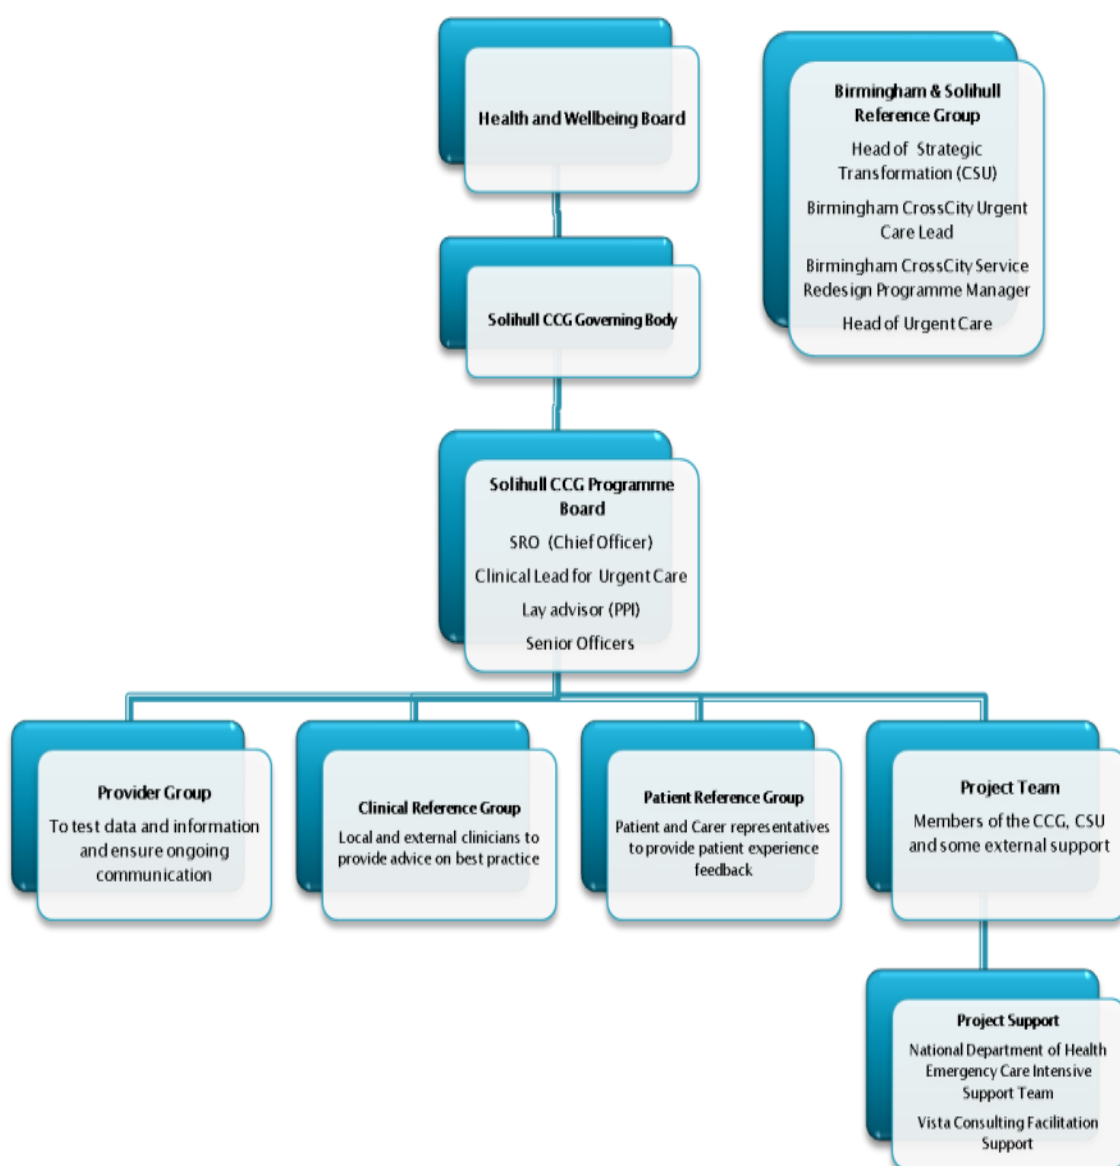 Health and Wellbeing Board
Birmingham & Solihull
Reference Group
Head of Strategic
Transformation (CSU)
Birmingham CrossCity Urgent
Care Lead
Birmingham CrossCity Service
Redesign Programme Manager
Head of Urgent Care
Solihull CCG Governing Body
Solihull CCG Programme
Board
SRO (Chief Officer)
Clinical Lead for Urgent Care
Lay advisor (PPI)
Senior Officers
Provider Group
To test data and information
and ensure ongoing
communication
Clinical Reference Group
Local and external clinicians to
provide advice on best practice
Patient Reference Group
Patient and Carer representatives
to provide patient experience
feedback
Project Team
Members of the CCG, CSU
and some external support
Project Support
National Department of Health
Emergency Care Intensive
Support Team
Vista Consulting Facilitation
Support